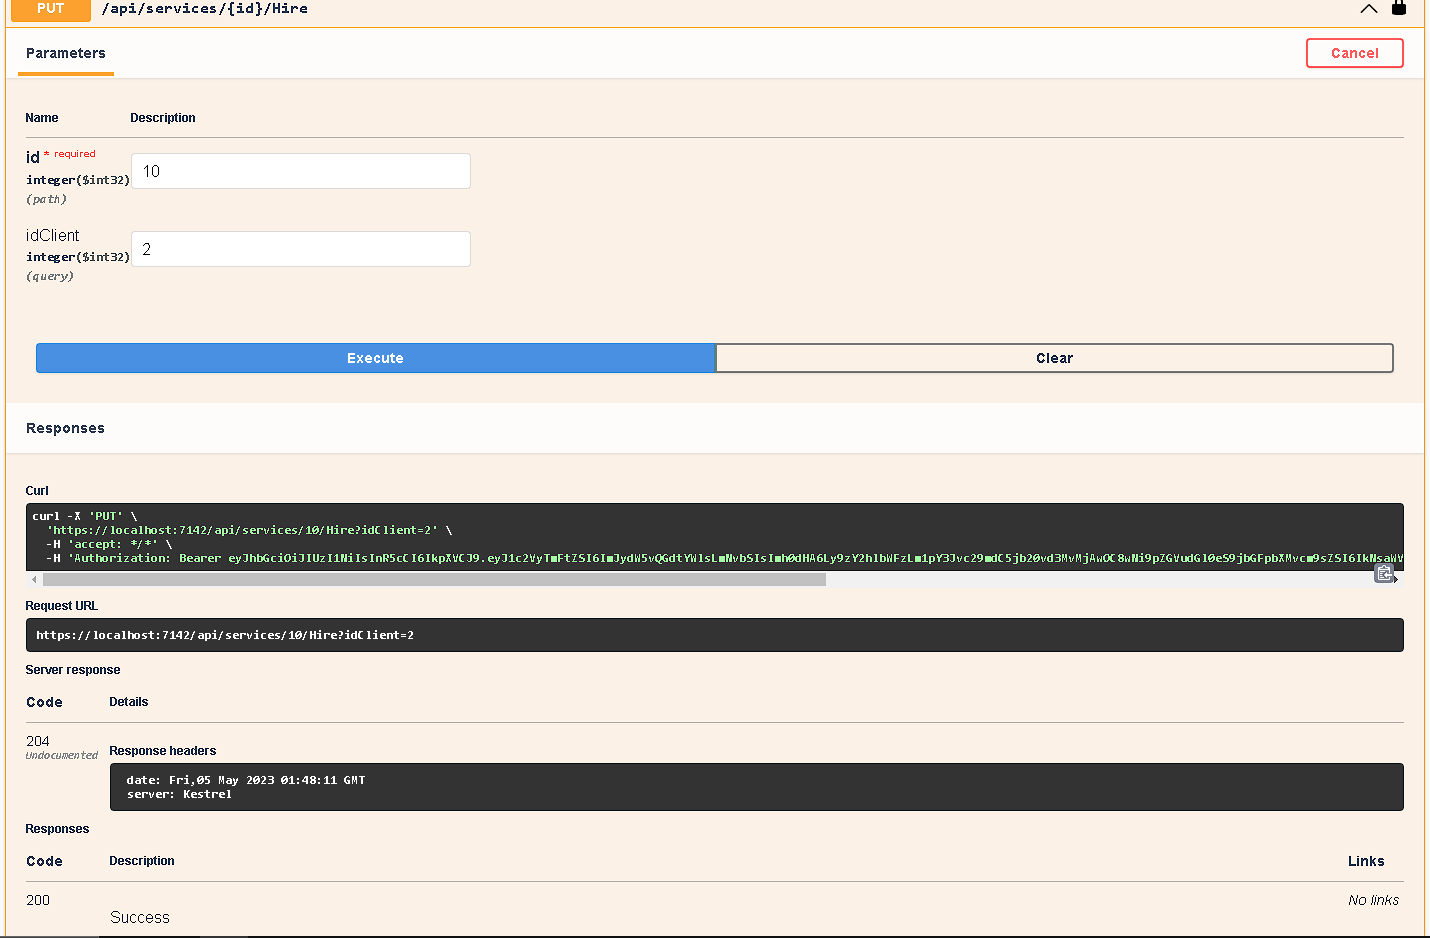 PUT /api/services/{id}/Hire
Parameters
Cancel
Name Description
id * required
integer($int32)
(path)
10
idClient
integer($int32)
(query)
2
Execute
Clear
Responses
Curl
curl -X 'PUT' \
'https://localhost:7142/api/services/10/Hire?idClient=2' \
-H 'accept: */*' \
-H 'Authorization: Bearer
Request URL
https://localhost:7142/api/services/10/Hire?idClient=2
Server response
Code Details
204
Undocumented
Response headers
date: Fri,05 May 2023 01:48:11 GMT
server: Kestrel
Responses
Code Description Links
200
Success
No links